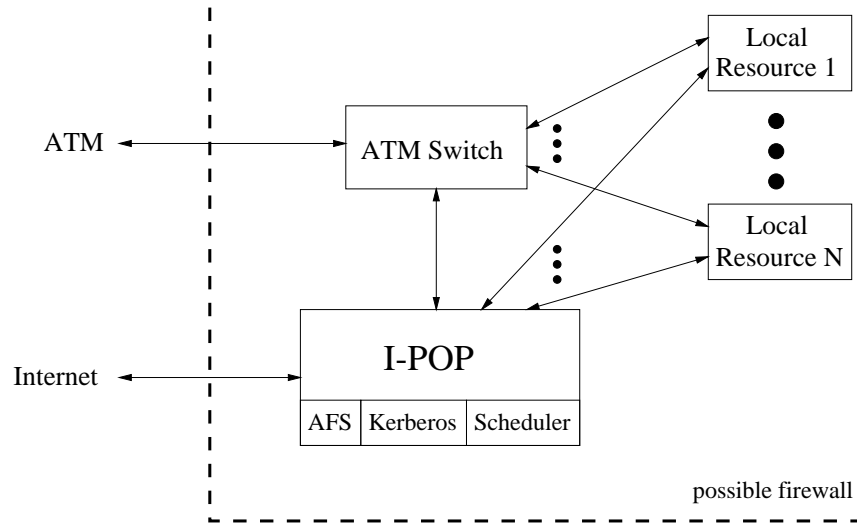 Local
Resource 1
ATM
ATM Switch
Local
Resource N
I-POP
Internet
AFS
Kerberos
Scheduler
possible firewall